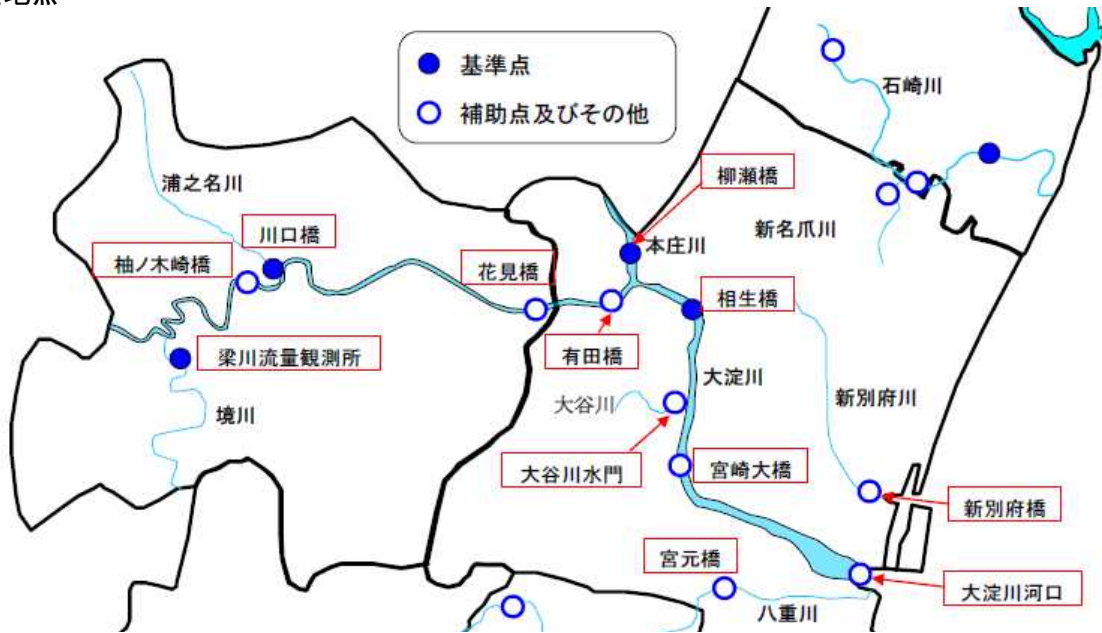 基準点
補助点及びその他
石崎川
柳瀬橋
浦之名川
新名爪川
川口橋
本庄川
柚ノ木崎橋
花見橋
相生橋
有田橋
梁川流量観測所
大淀川
大谷川
新別府川
境川
大谷川水門
宮崎大橋
新別府橋
宮元橋
大淀川河口
八重川